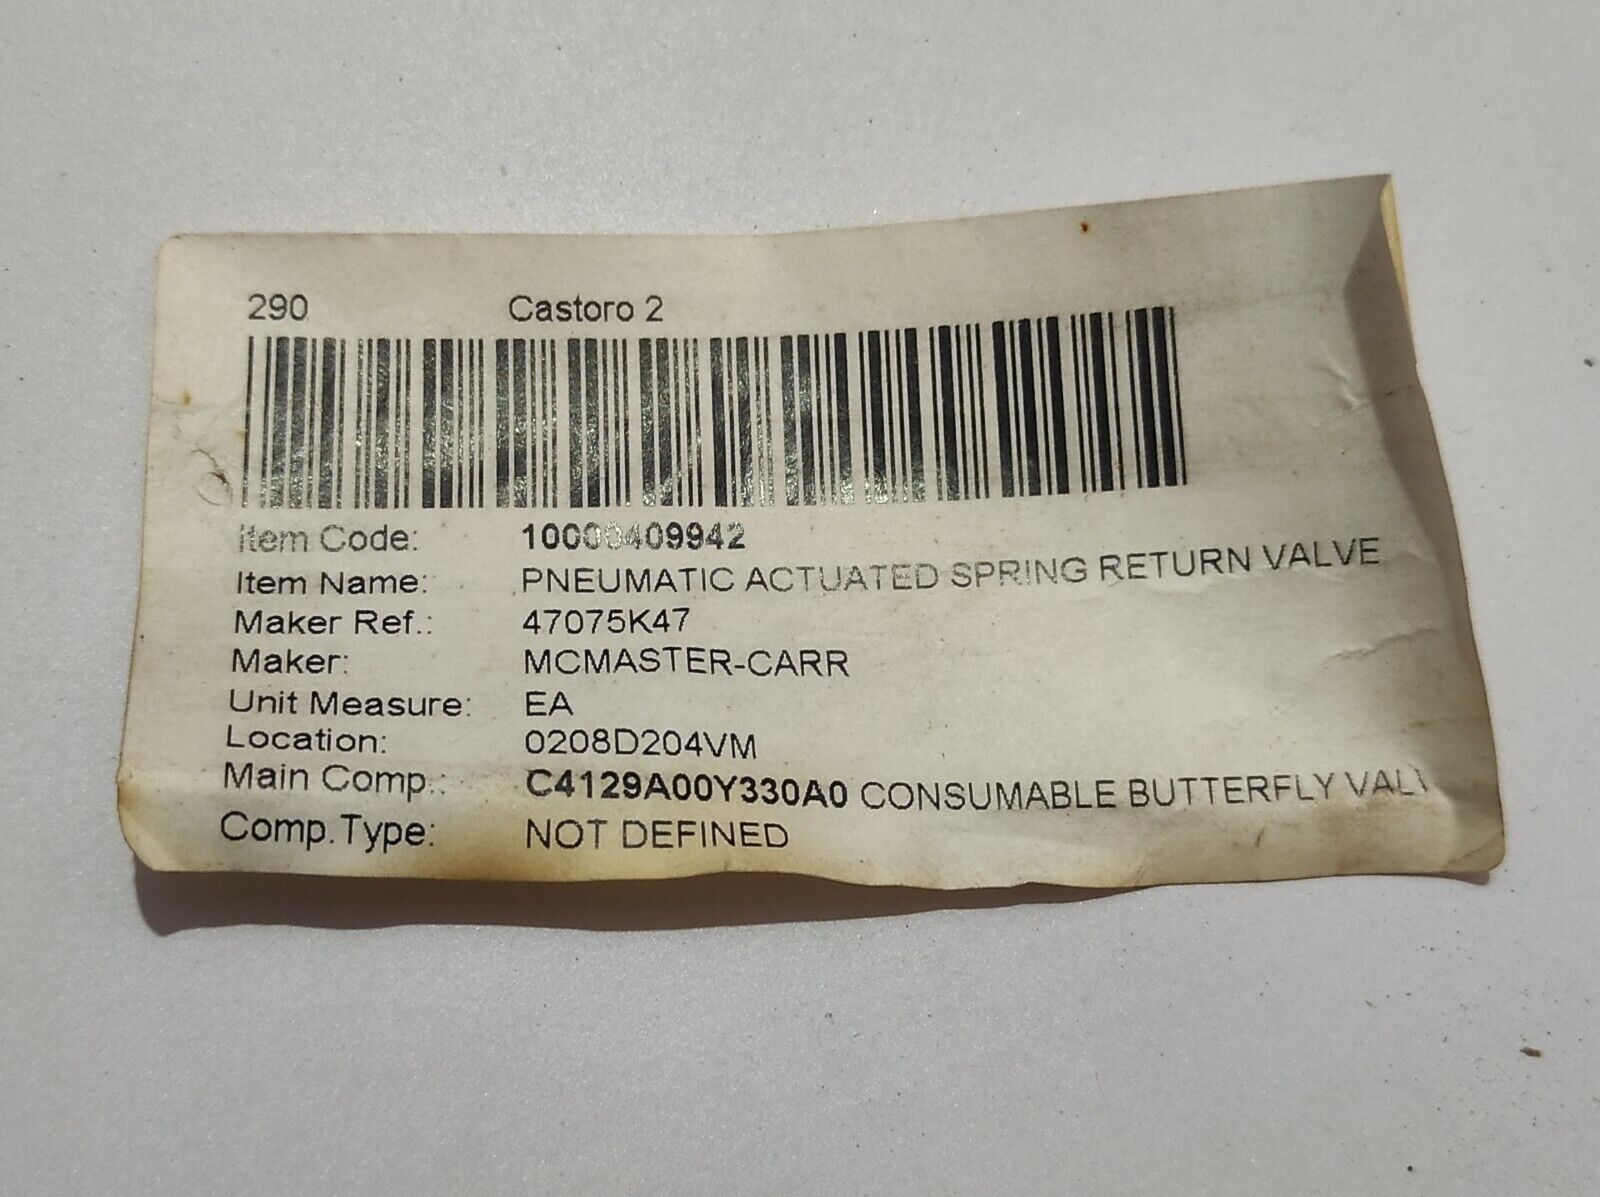 290 Castoro 2
Item Code: 10000409942
Item Name: PNEUMATIC ACTUATED SPRING RETURN VALVE
Maker Ref.: 47075K47
Maker: MCMASTER-CARR
Unit Measure: EA
Location: 0208D204VM
Main Comp.: C4129A00Y330A0 CONSUMABLE BUTTERFLY VALV
Comp.Type: NOT DEFINED